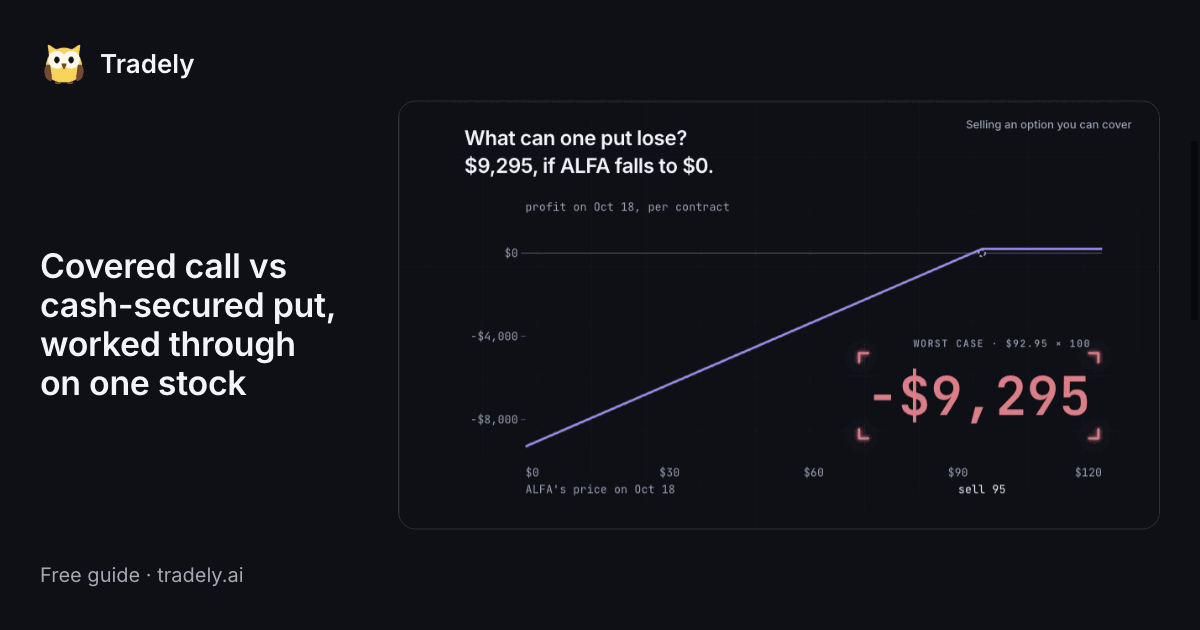 Tradely
Covered call vs
cash-secured put,
worked through
on one stock
Free guide · tradely.ai
Selling an option you can cover
What can one put lose?
$9,295, if ALFA falls to $0.
profit on Oct 18, per contract
$0
-$4,000
-$8,000
WORST CASE · $92.95 × 100
-$9,295
$0 $30 $60 $90 $120
ALFA's price on Oct 18
sell 95